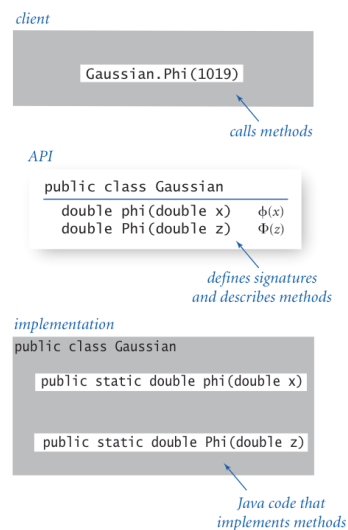 client
Gaussian.Phi(1019)
calls methods
API
public class Gaussian
double phi(double x) ϕ(x)
double Phi(double z) Φ(z)
defines signatures
and describes methods
implementation
public class Gaussian
public static double phi(double x)
public static double Phi(double z)
Java code that
implements methods